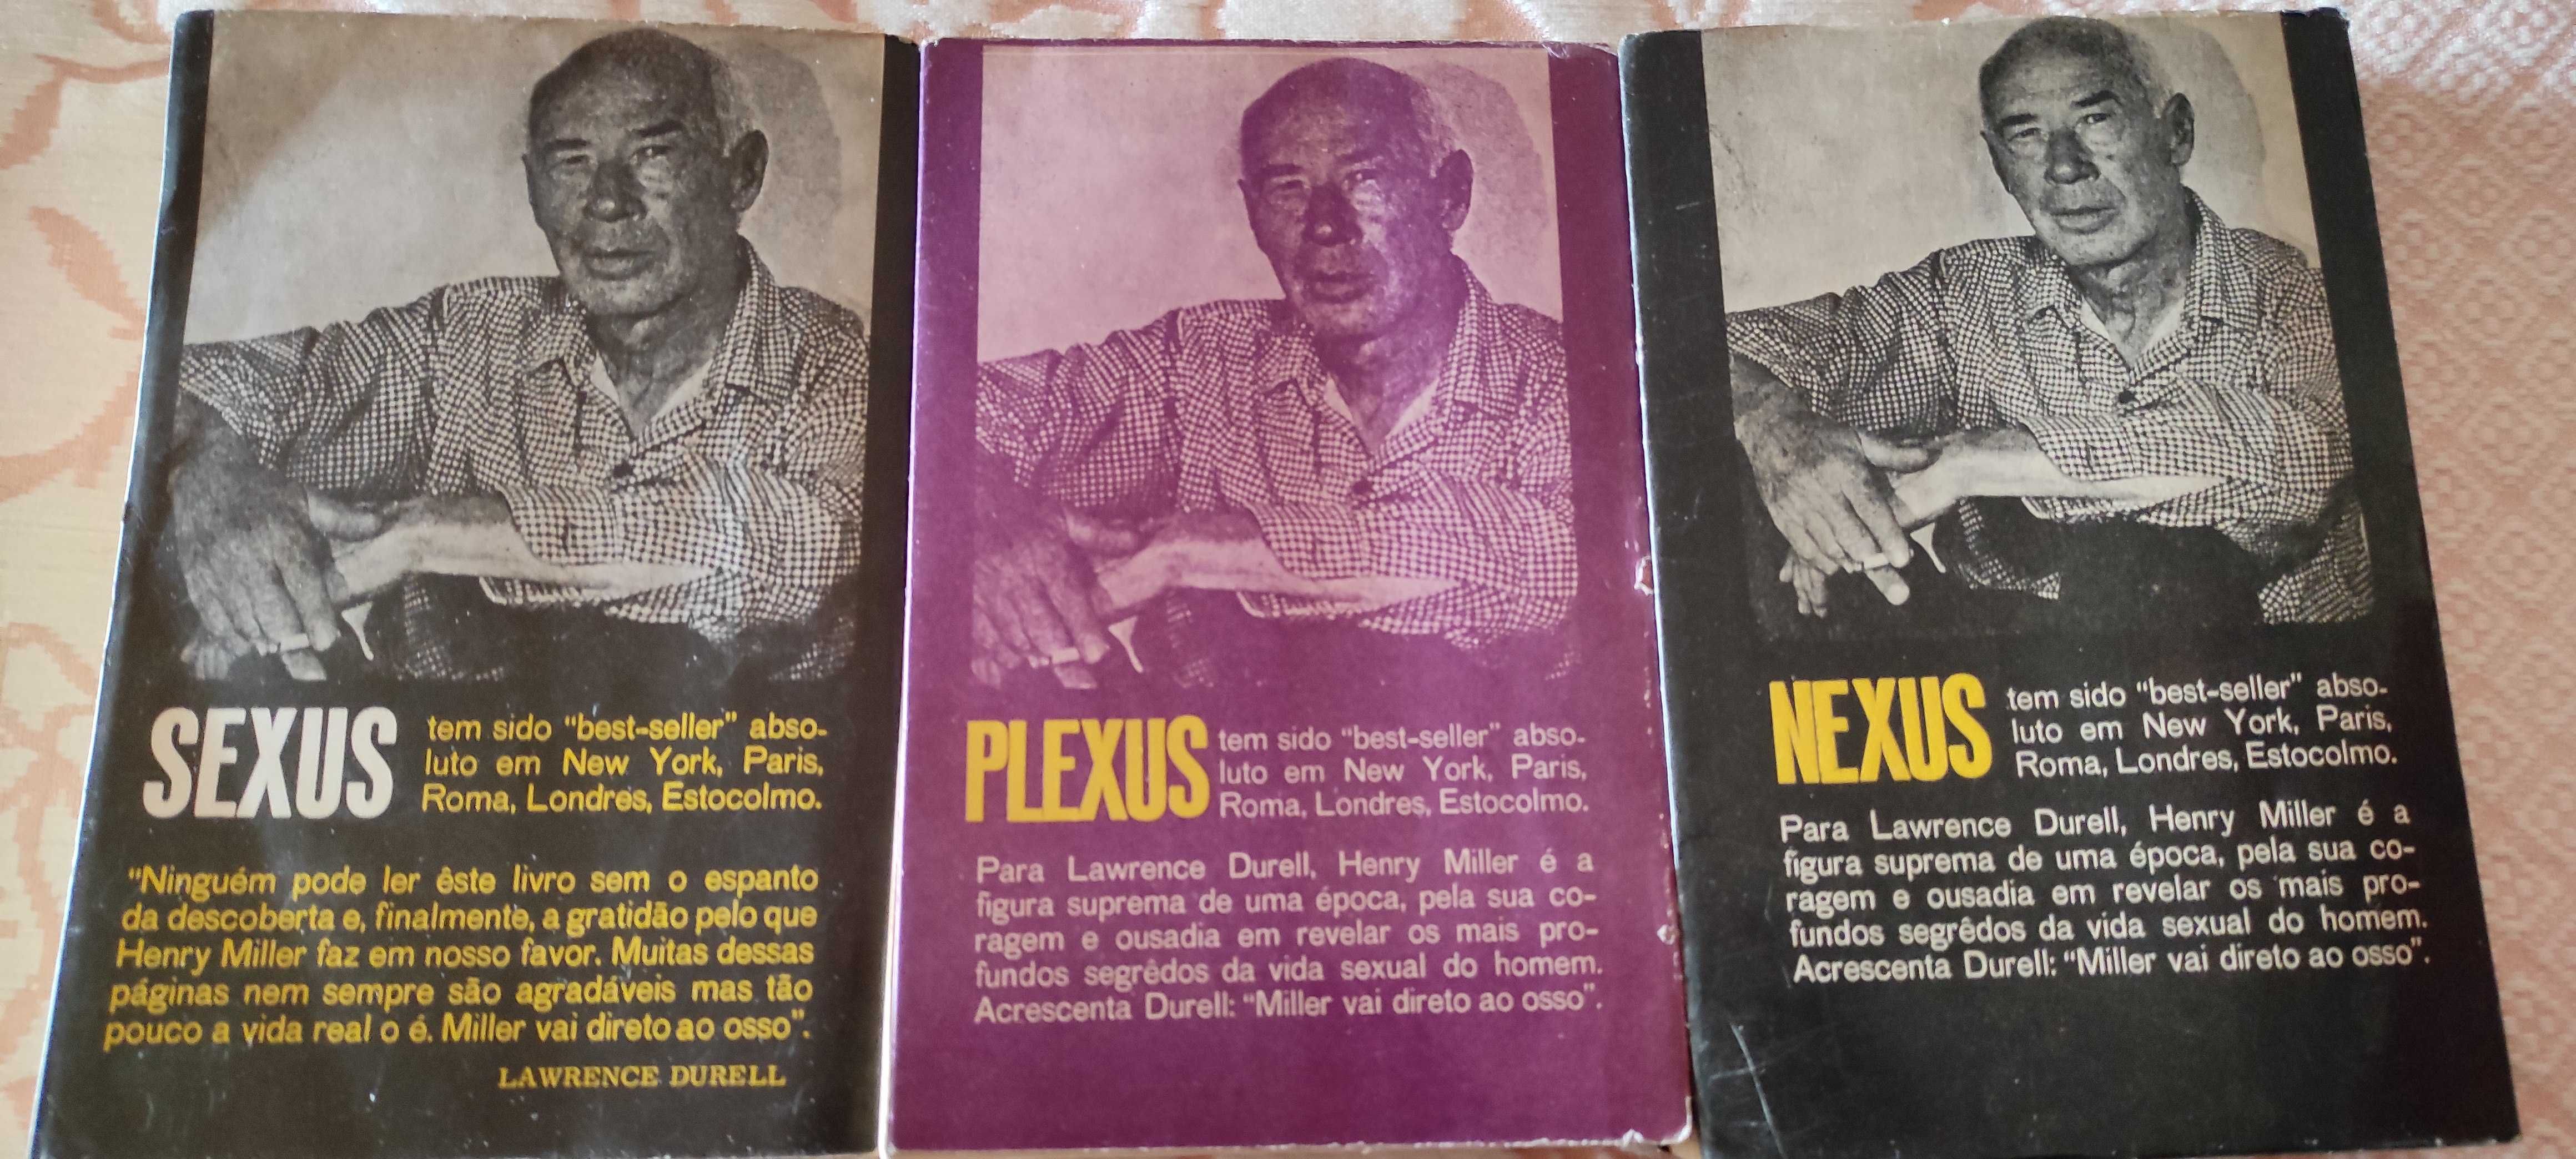 SEXUS
tem sido “best-seller” abso-
luto em New York, Paris,
Roma, Londres, Estocolmo.
“Ninguém pode ler êste livro sem o espanto
da descoberta e, finalmente, a gratidão pelo que
Henry Miller faz em nosso favor. Muitas dessas
páginas nem sempre são agradáveis mas tão
pouco a vida real o é. Miller vai direto ao osso”.
LAWRENCE DURELL
PLEXUS
tem sido “best-seller” abso-
luto em New York, Paris,
Roma, Londres, Estocolmo.
Para Lawrence Durell, Henry Miller é a
figura suprema de uma época, pela sua co-
ragem e ousadia em revelar os mais pro-
fundos segrêdos da vida sexual do homem.
Acrescenta Durell: “Miller vai direto ao osso”.
NEXUS
tem sido “best-seller” abso-
luto em New York, Paris,
Roma, Londres, Estocolmo.
Para Lawrence Durell, Henry Miller é a
figura suprema de uma época, pela sua co-
ragem e ousadia em revelar os mais pro-
fundos segrêdos da vida sexual do homem.
Acrescenta Durell: “Miller vai direto ao osso”.